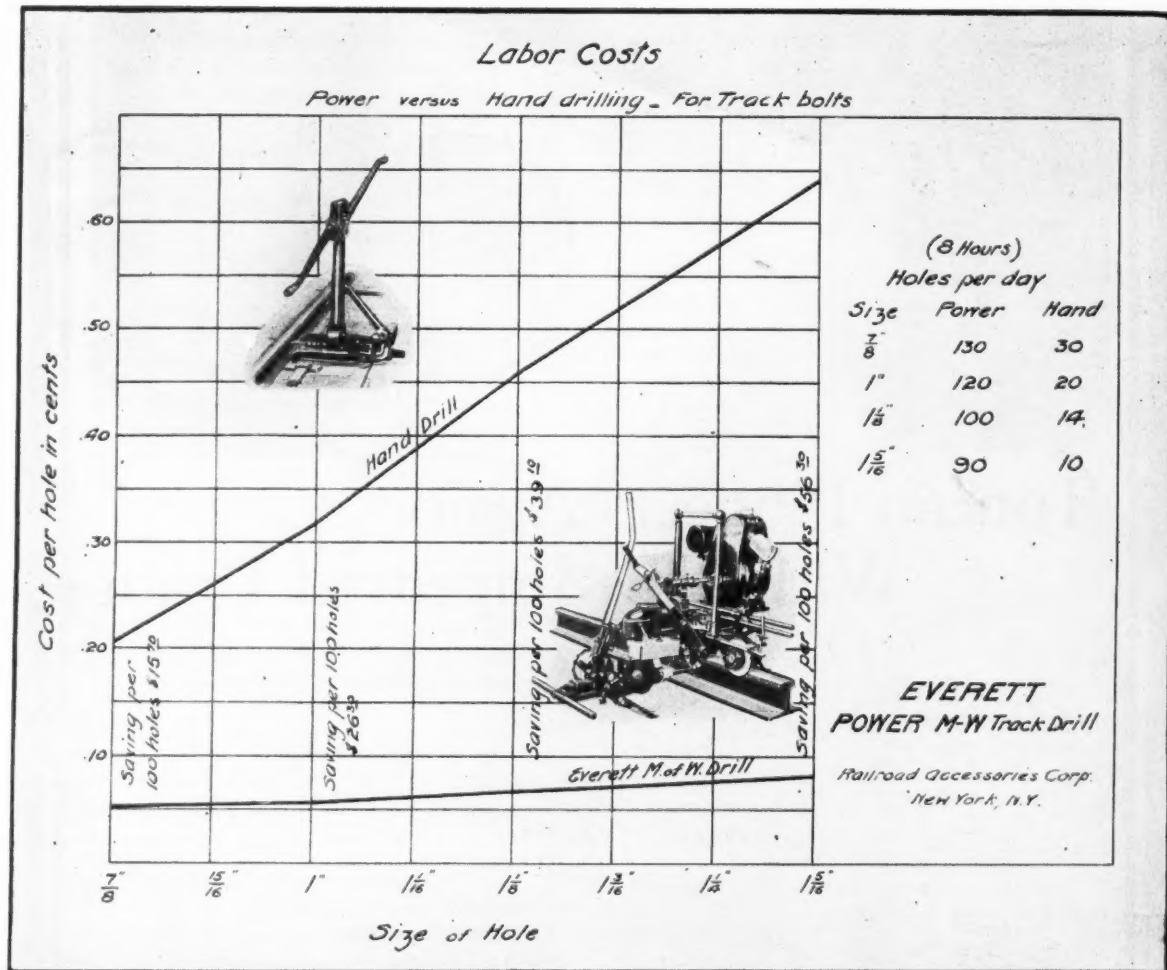 Labor Costs
Power versus Hand drilling - For Track bolts
Cost per hole in cents
.60
.50
.40
.30
.20
.10
Hand Drill
Everett M. of W. Drill
Saving per
100 holes $15 70
Saving per 100 holes
$26 30
Saving per 100 holes $39 10
Saving per 100 holes $56 30
7/8" 15/16" 1" 1 1/16" 1 1/8" 1 3/16" 1 1/4" 1 5/16"
Size of Hole
(8 Hours)
Holes per day
Size Power Hand
7/8" 130 30
1" 120 20
1 1/8" 100 14
1 5/16" 90 10
EVERETT
POWER M-W Track Drill
Railroad Accessories Corp.
New York, N.Y.